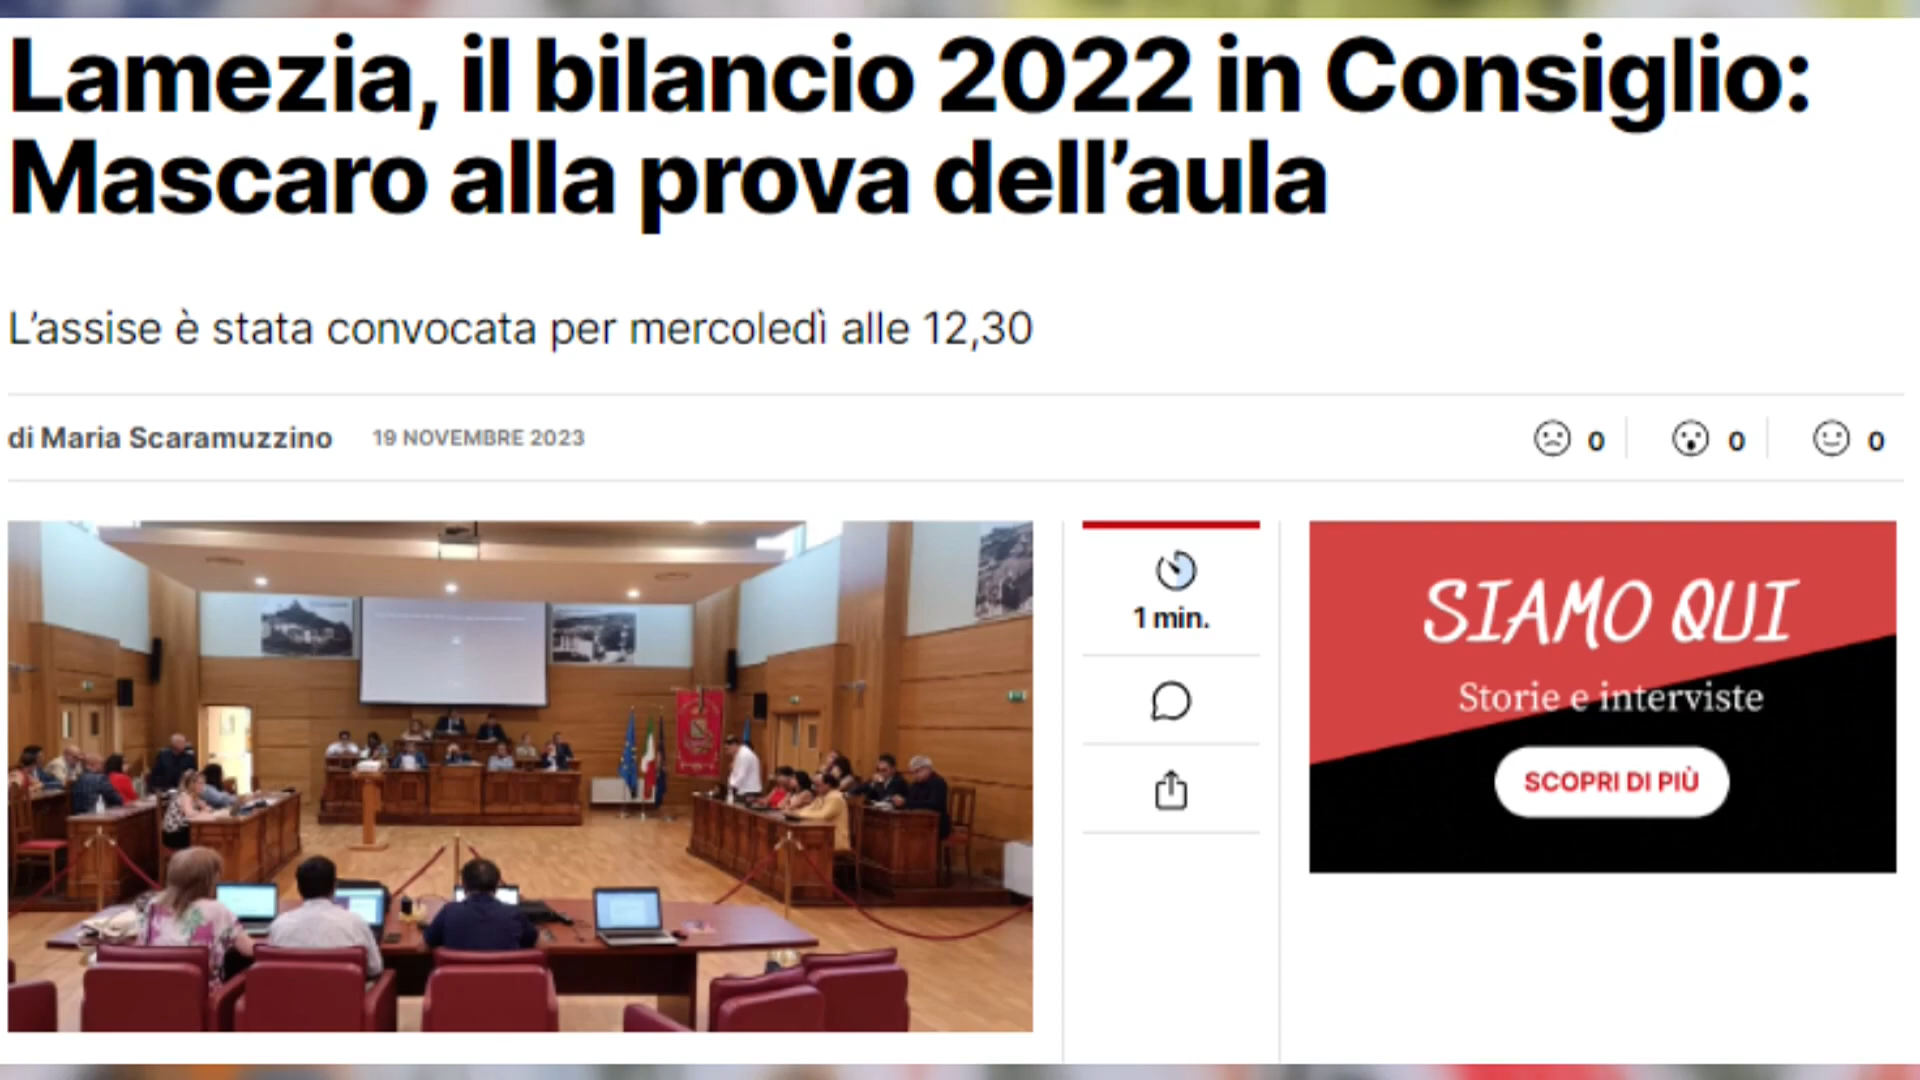 Lamezia, il bilancio 2022 in Consiglio:
Mascaro alla prova dell’aula
L’assise è stata convocata per mercoledì alle 12,30
di Maria Scaramuzzino 19 NOVEMBRE 2023
0 0 0
1 min.
SIAMO QUI
Storie e interviste
SCOPRI DI PIÙ